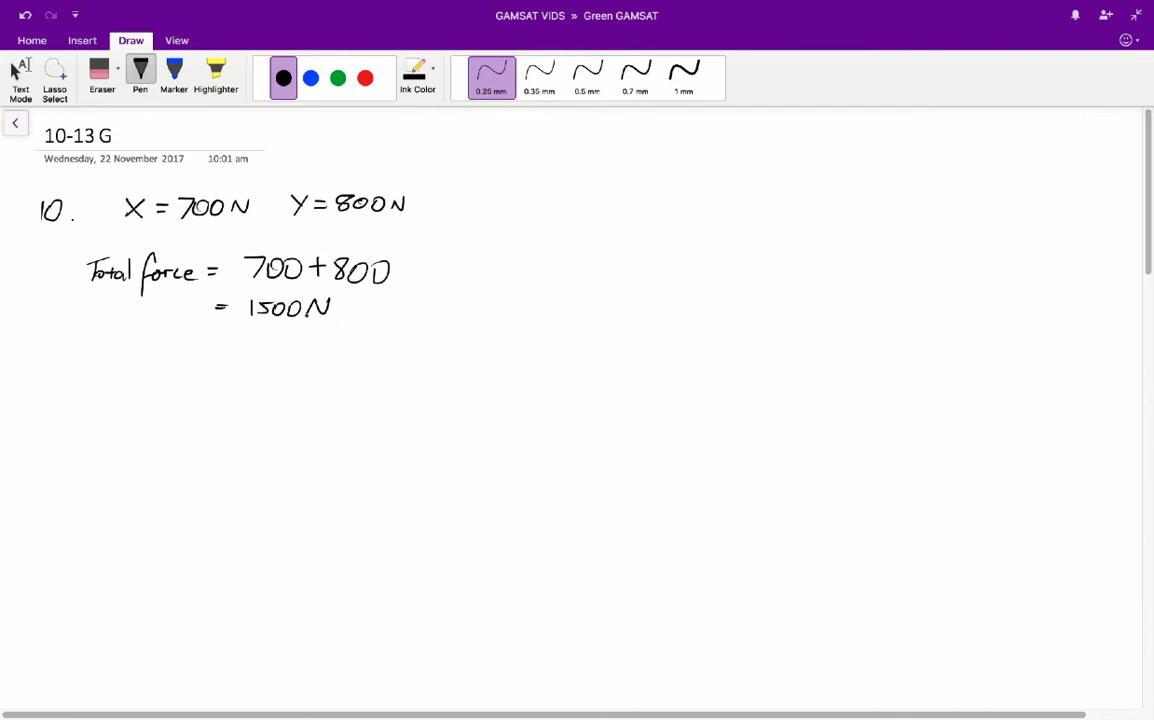 GAMSAT VIDS » Green GAMSAT
Home Insert Draw View
Text Mode
Lasso Select
Eraser
Pen
Marker
Highlighter
Ink Color
0.25 mm 0.35 mm 0.5 mm 0.7 mm 1 mm
10-13 G
Wednesday, 22 November 2017 10:01 am
10. X = 700 N Y = 800 N
Total force = 700 + 800
= 1500 N